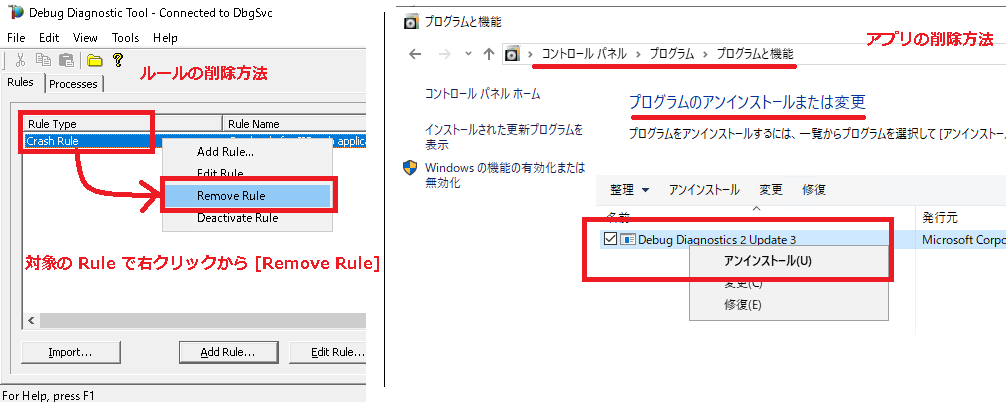 Debug Diagnostic Tool - Connected to DbgSvc
File Edit View Tools Help
ルールの削除方法
Rules Processes
Rule Type Rule Name
Crash Rule applica
Add Rule...
Edit Rule
Remove Rule
Deactivate Rule
対象の Rule で右クリックから [Remove Rule]
Import... Add Rule... Edit Rule...
For Help, press F1
プログラムと機能
アプリの削除方法
コントロール パネル > プログラム > プログラムと機能
コントロール パネル ホーム
インストールされた更新プログラムを
表示
Windows の機能の有効化または
無効化
プログラムのアンインストールまたは変更
プログラムをアンインストールするには、一覧からプログラムを選択して [アンインストール
整理 アンインストール 変更 修復
名前 発行元
Debug Diagnostics 2 Update 3 Microsoft Corpo
アンインストール(U)
変更(C)
修復(E)